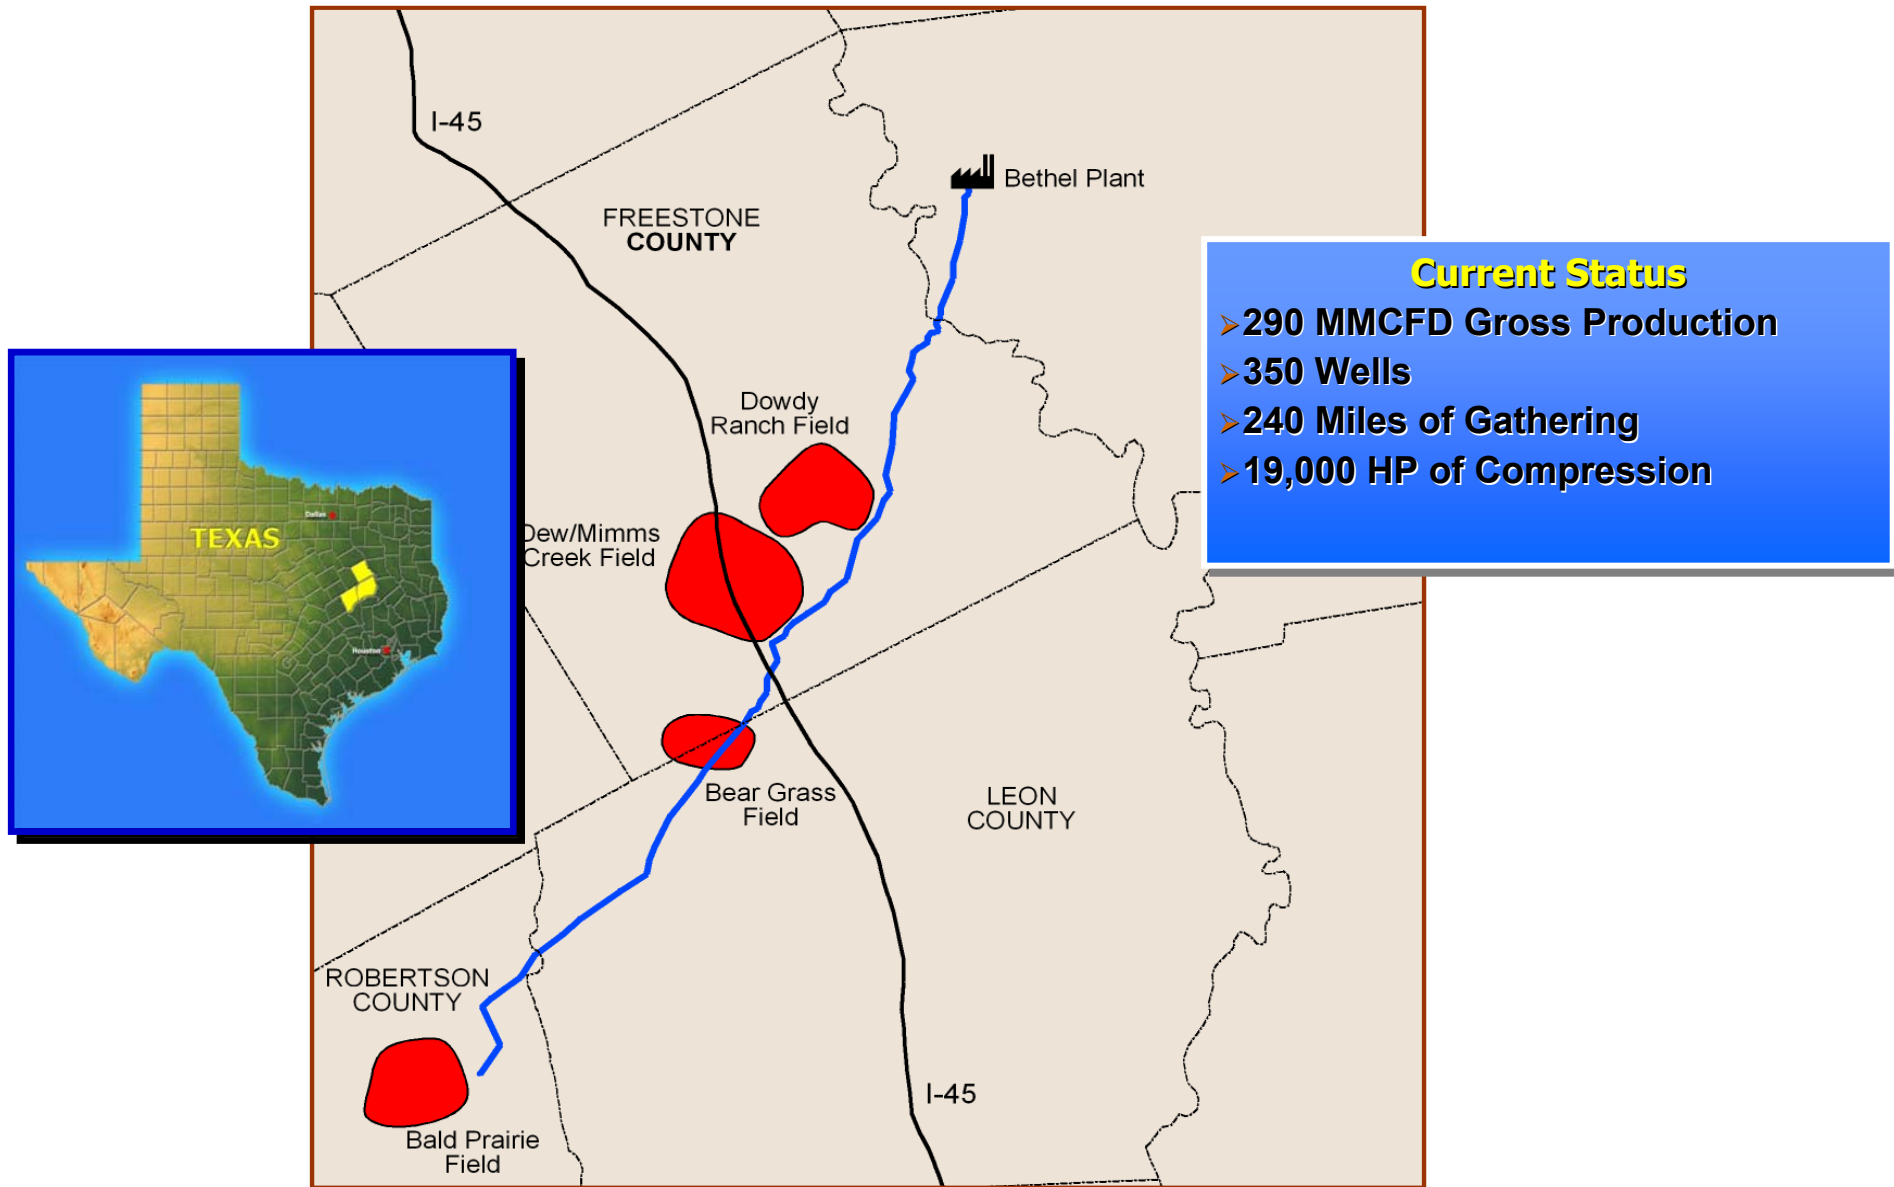 I-45
Bethel Plant
FREESTONE
COUNTY
Current Status
290 MMCFD Gross Production
350 Wells
240 Miles of Gathering
19,000 HP of Compression
Dowdy
Ranch Field
Dallas
TEXAS
Dew/Mimms
Creek Field
Houston
Bear Grass
Field
LEON
COUNTY
ROBERTSON
COUNTY
I-45
Bald Prairie
Field